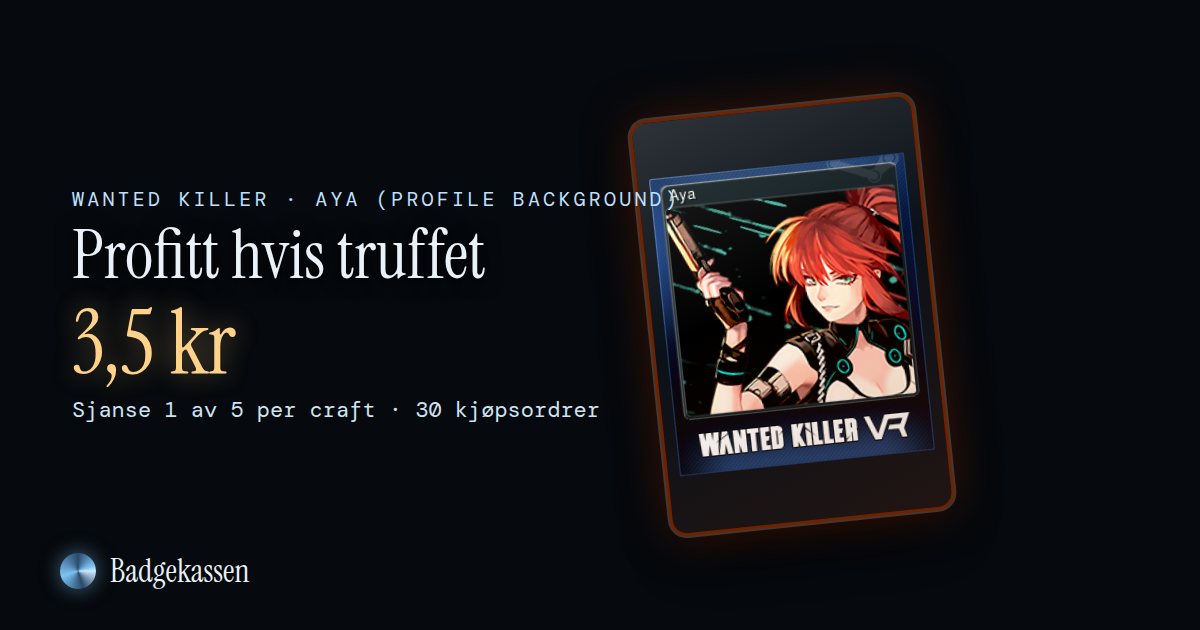 WANTED KILLER · AYA (PROFILE BACKGROUND)
Profitt hvis truffet
3,5 kr
Sjanse 1 av 5 per craft · 30 kjøpsordrer
Aya
WANTED KILLER VR
Badgekassen